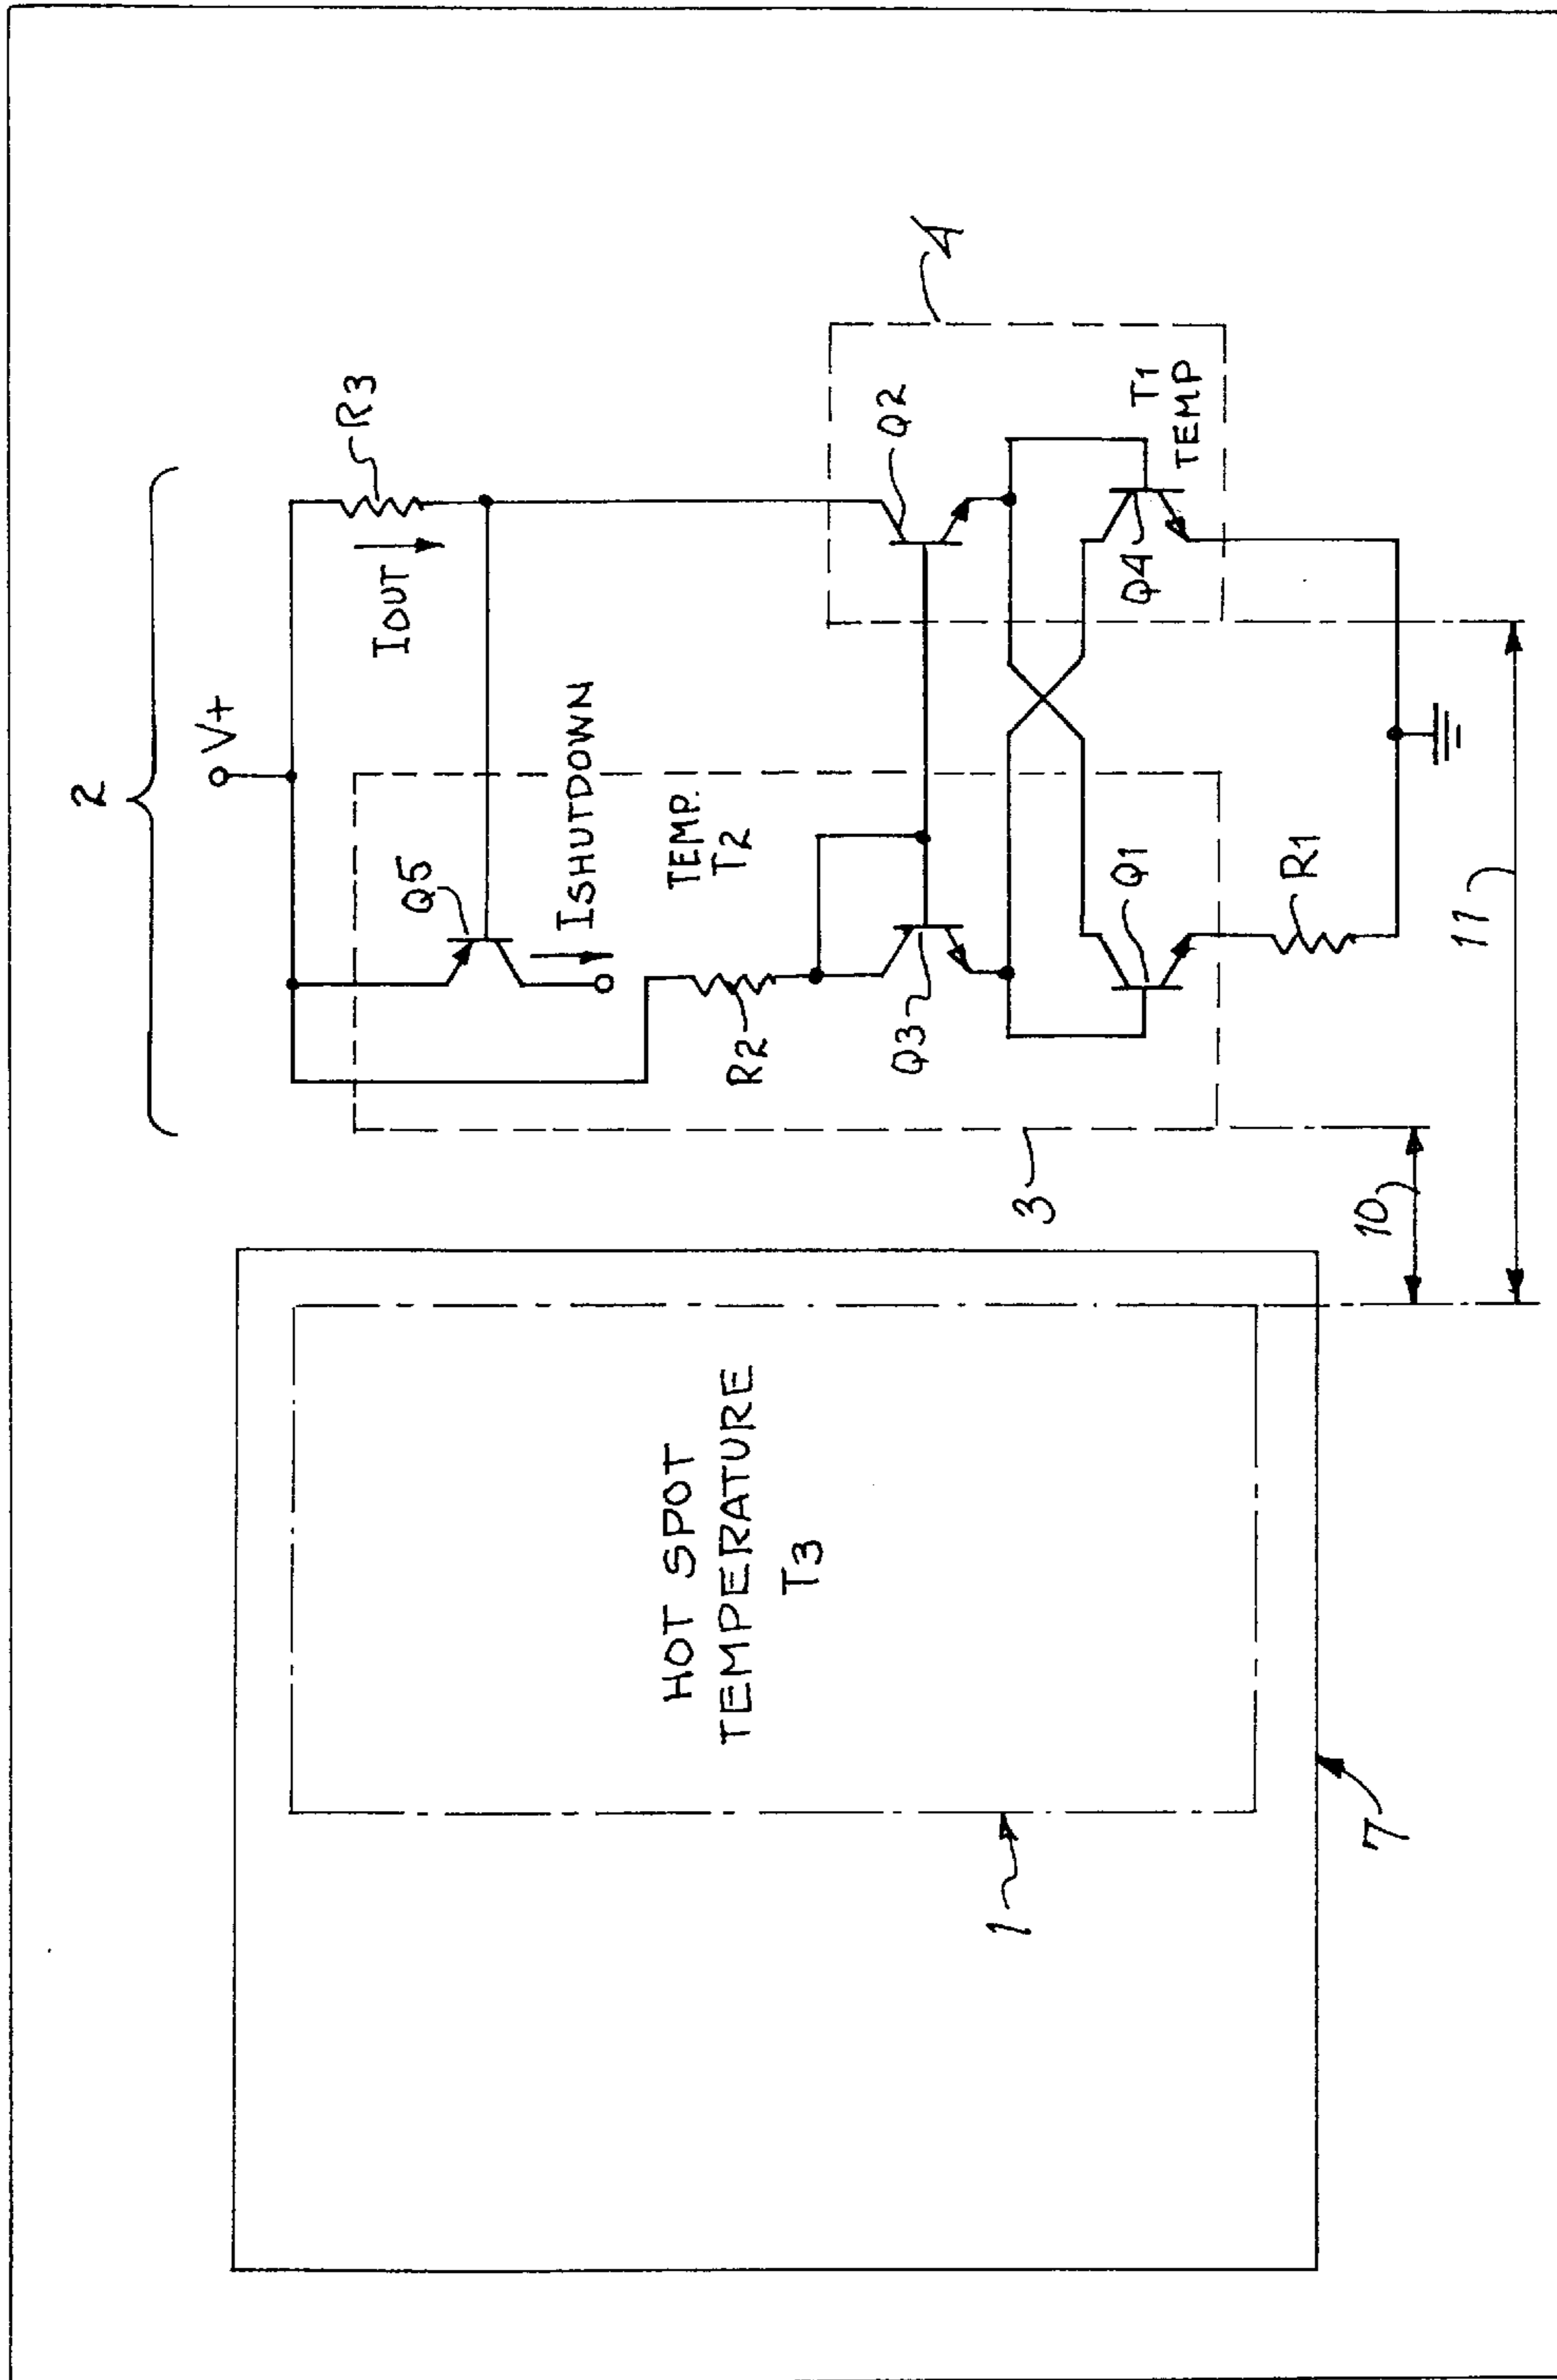 2
V+
R3
IOUT
Q5
ISHUTDOWN
TEMP.
T2
R2
Q3
Q2
4
Q4
T1
TEMP
Q1
R1
3
10
11
HOT SPOT
TEMPERATURE
T3
1
7